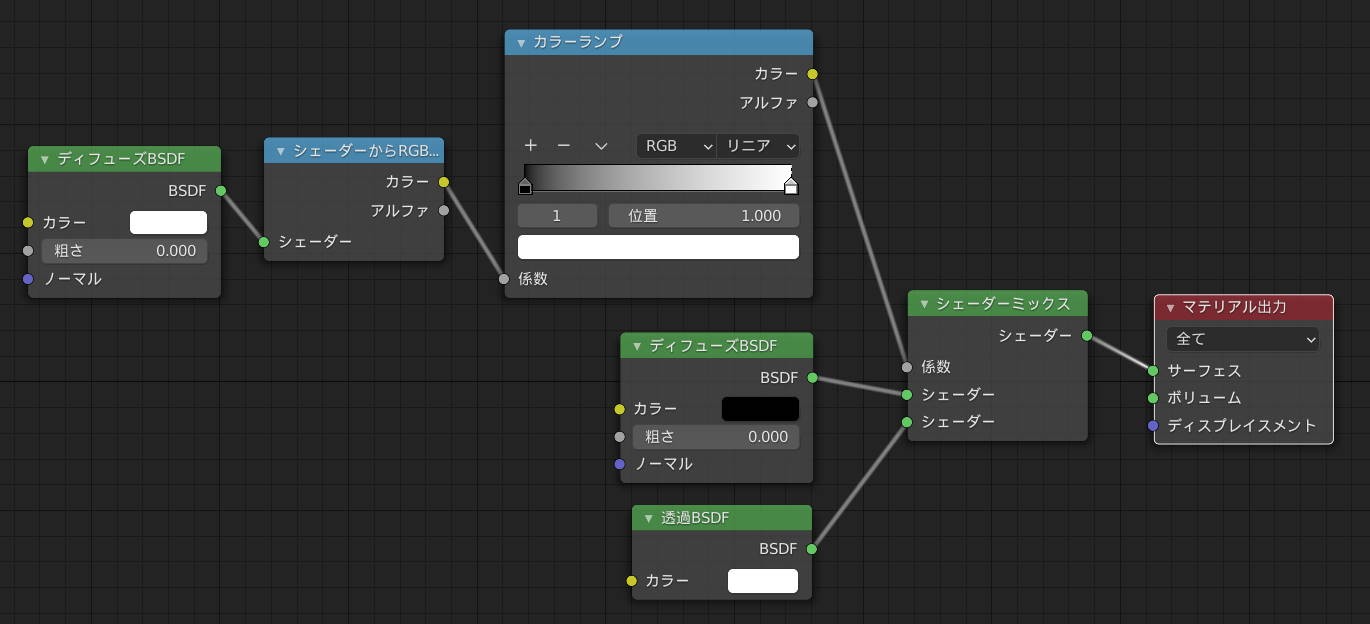 ディフューズBSDF
BSDF
カラー
粗さ 0.000
ノーマル
シェーダーからRGB...
カラー
アルファ
シェーダー
カラーランプ
カラー
アルファ
RGB リニア
1 位置 1.000
係数
ディフューズBSDF
BSDF
カラー
粗さ 0.000
ノーマル
透過BSDF
BSDF
カラー
シェーダーミックス
シェーダー
係数
シェーダー
シェーダー
マテリアル出力
全て
サーフェス
ボリューム
ディスプレイスメント